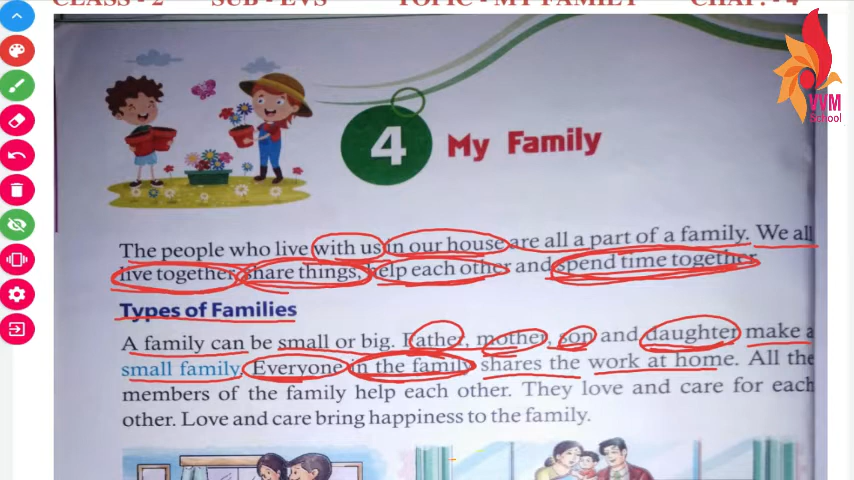 CLASS - 2 SUB - EVS TOPIC - MY FAMILY CHAP. - 4
VVM
School
4 My Family
The people who live with us in our house are all a part of a family. We all
live together, share things, help each other and spend time together.
Types of Families
A family can be small or big. Father, mother, son and daughter make a
small family. Everyone in the family shares the work at home. All the
members of the family help each other. They love and care for each
other. Love and care bring happiness to the family.